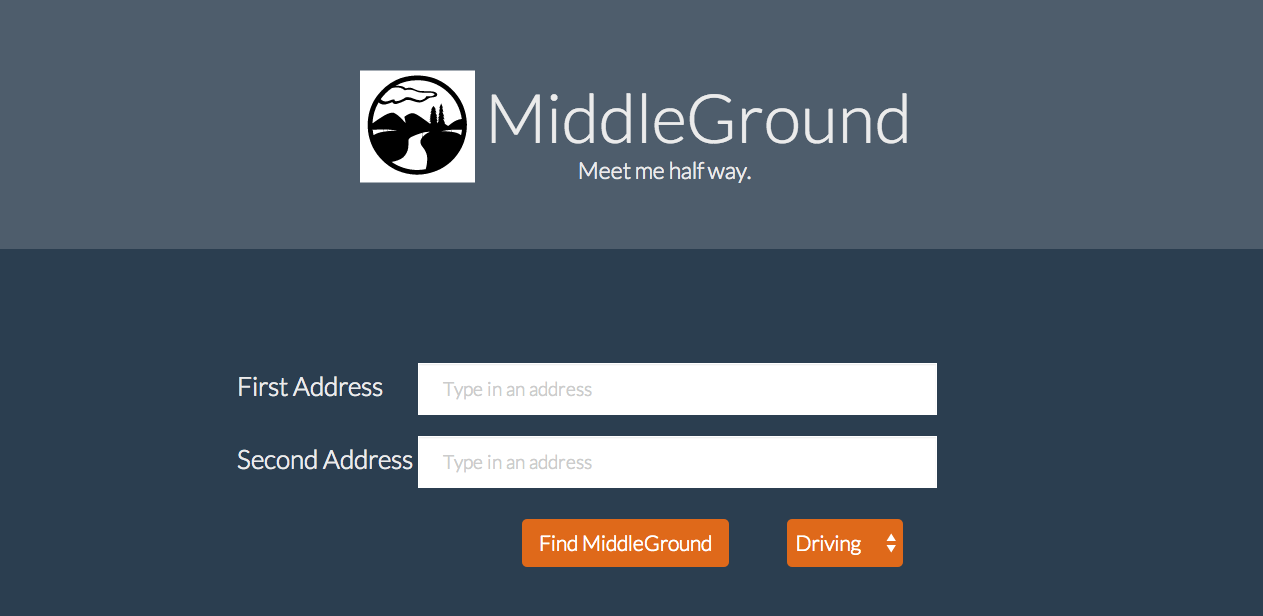 MiddleGround
Meet me half way.
First Address Type in an address
Second Address Type in an address
Find MiddleGround Driving